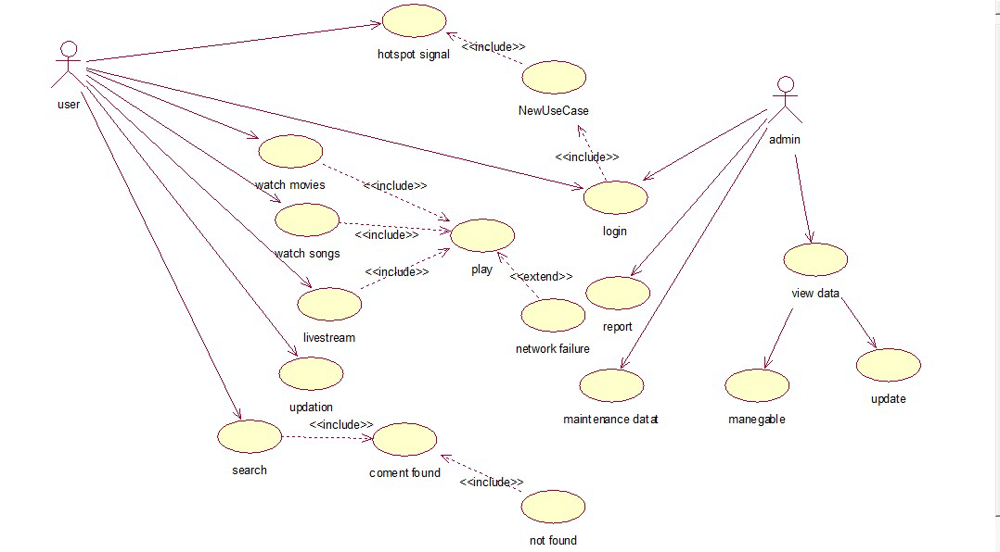 hotspot signal
<<include>>
user
NewUseCase
admin
<<include>>
watch movies
<<include>>
login
watch songs
<<include>>
play
<<include>>
<<extend>>
view data
livestream
report
network failure
updation
maintenance datat
manegable
update
<<include>>
search
coment found
<<include>>
not found